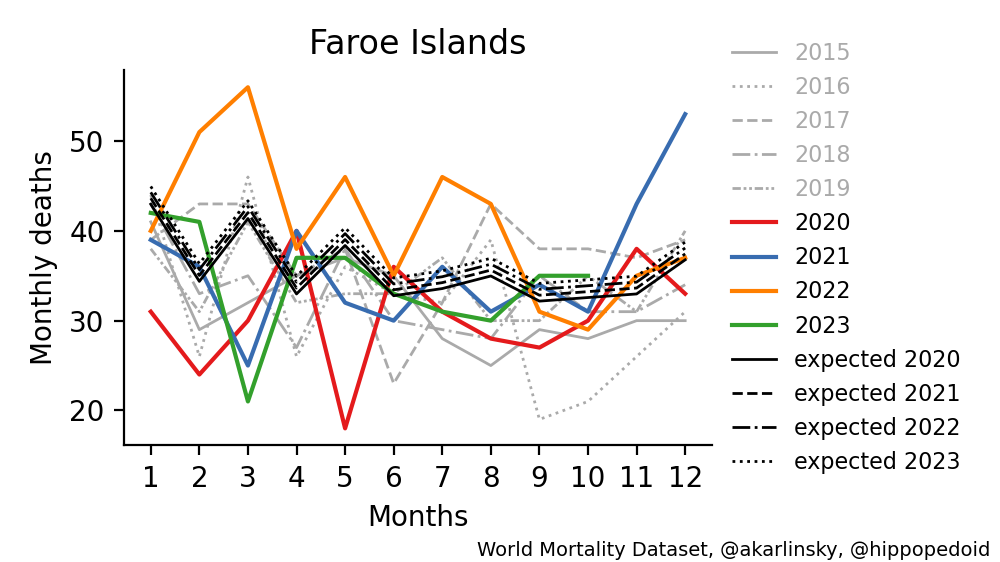 Faroe Islands
Monthly deaths
50
40
30
20
1 2 3 4 5 6 7 8 9 10 11 12
Months
2015
2016
2017
2018
2019
2020
2021
2022
2023
expected 2020
expected 2021
expected 2022
expected 2023
World Mortality Dataset, @akarlinsky, @hippopedoid